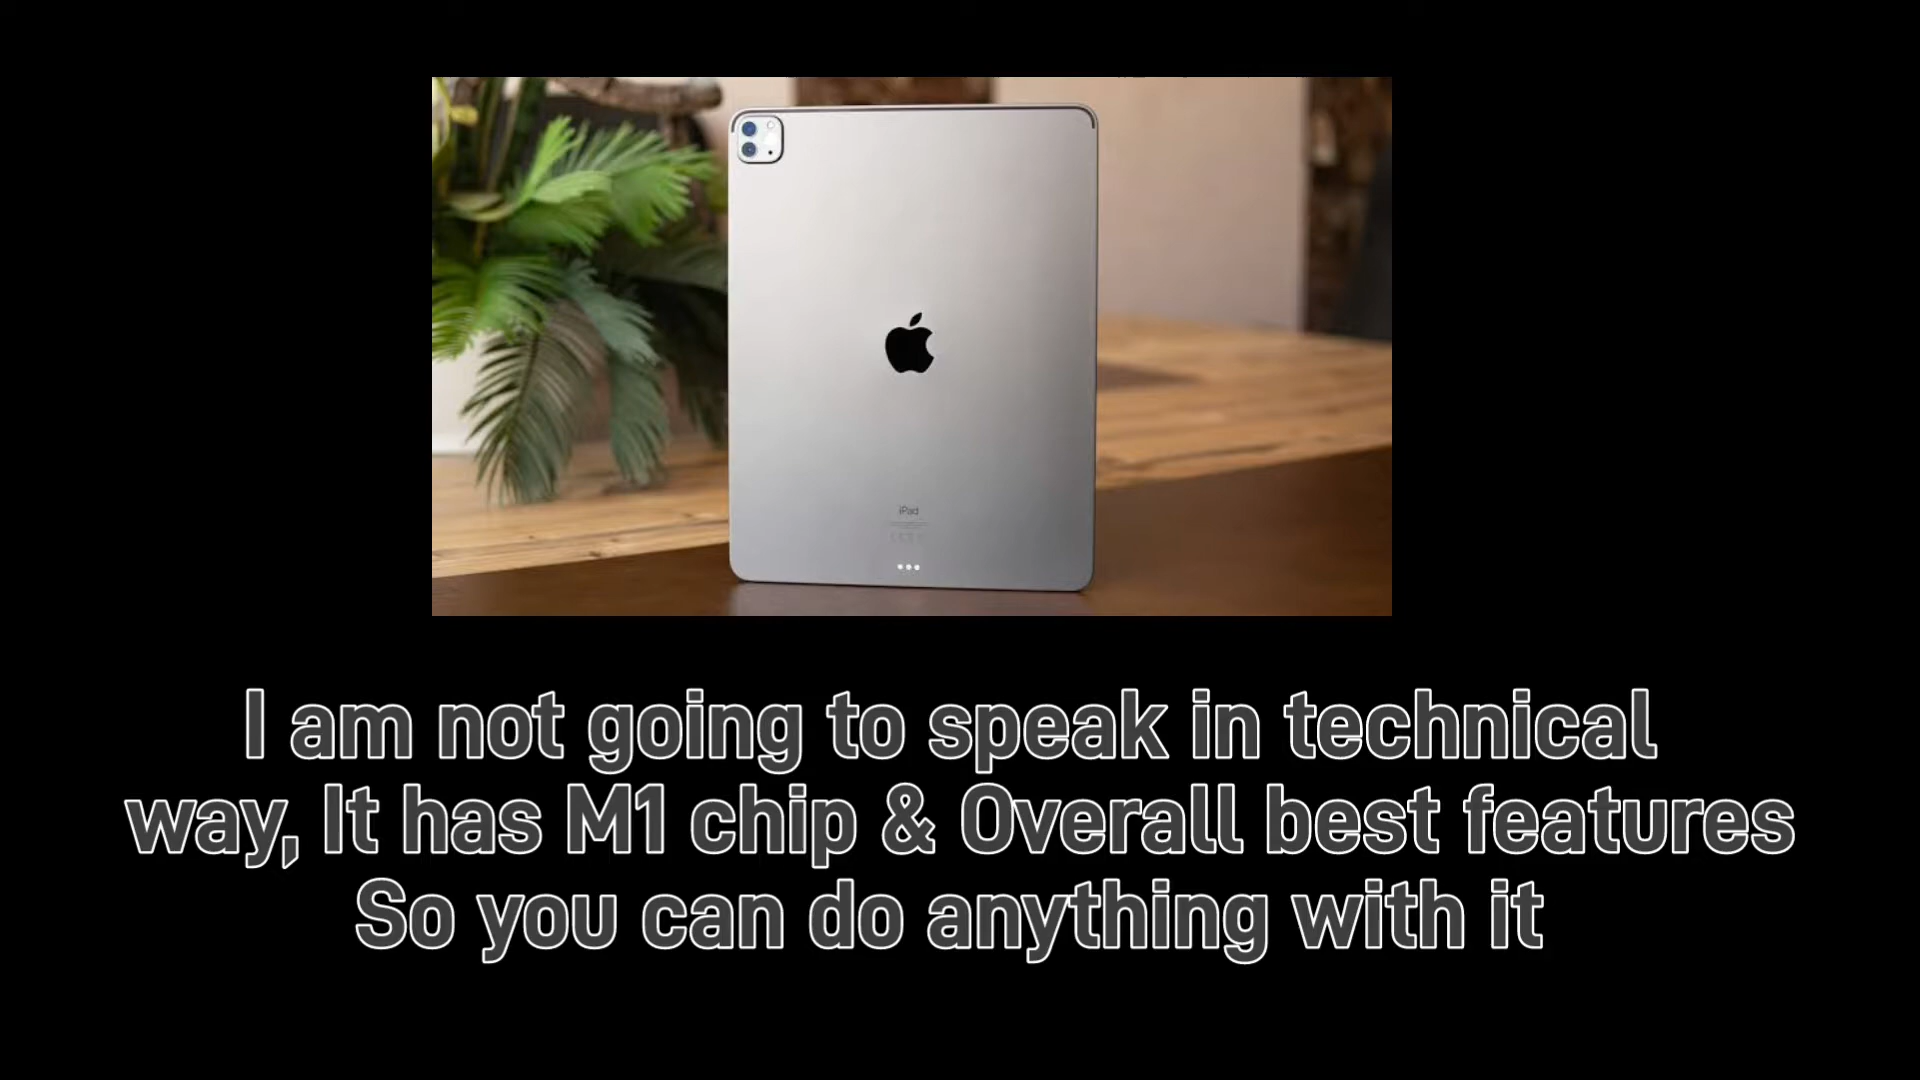 iPad
I am not going to speak in technical
way, It has M1 chip & Overall best features
So you can do anything with it